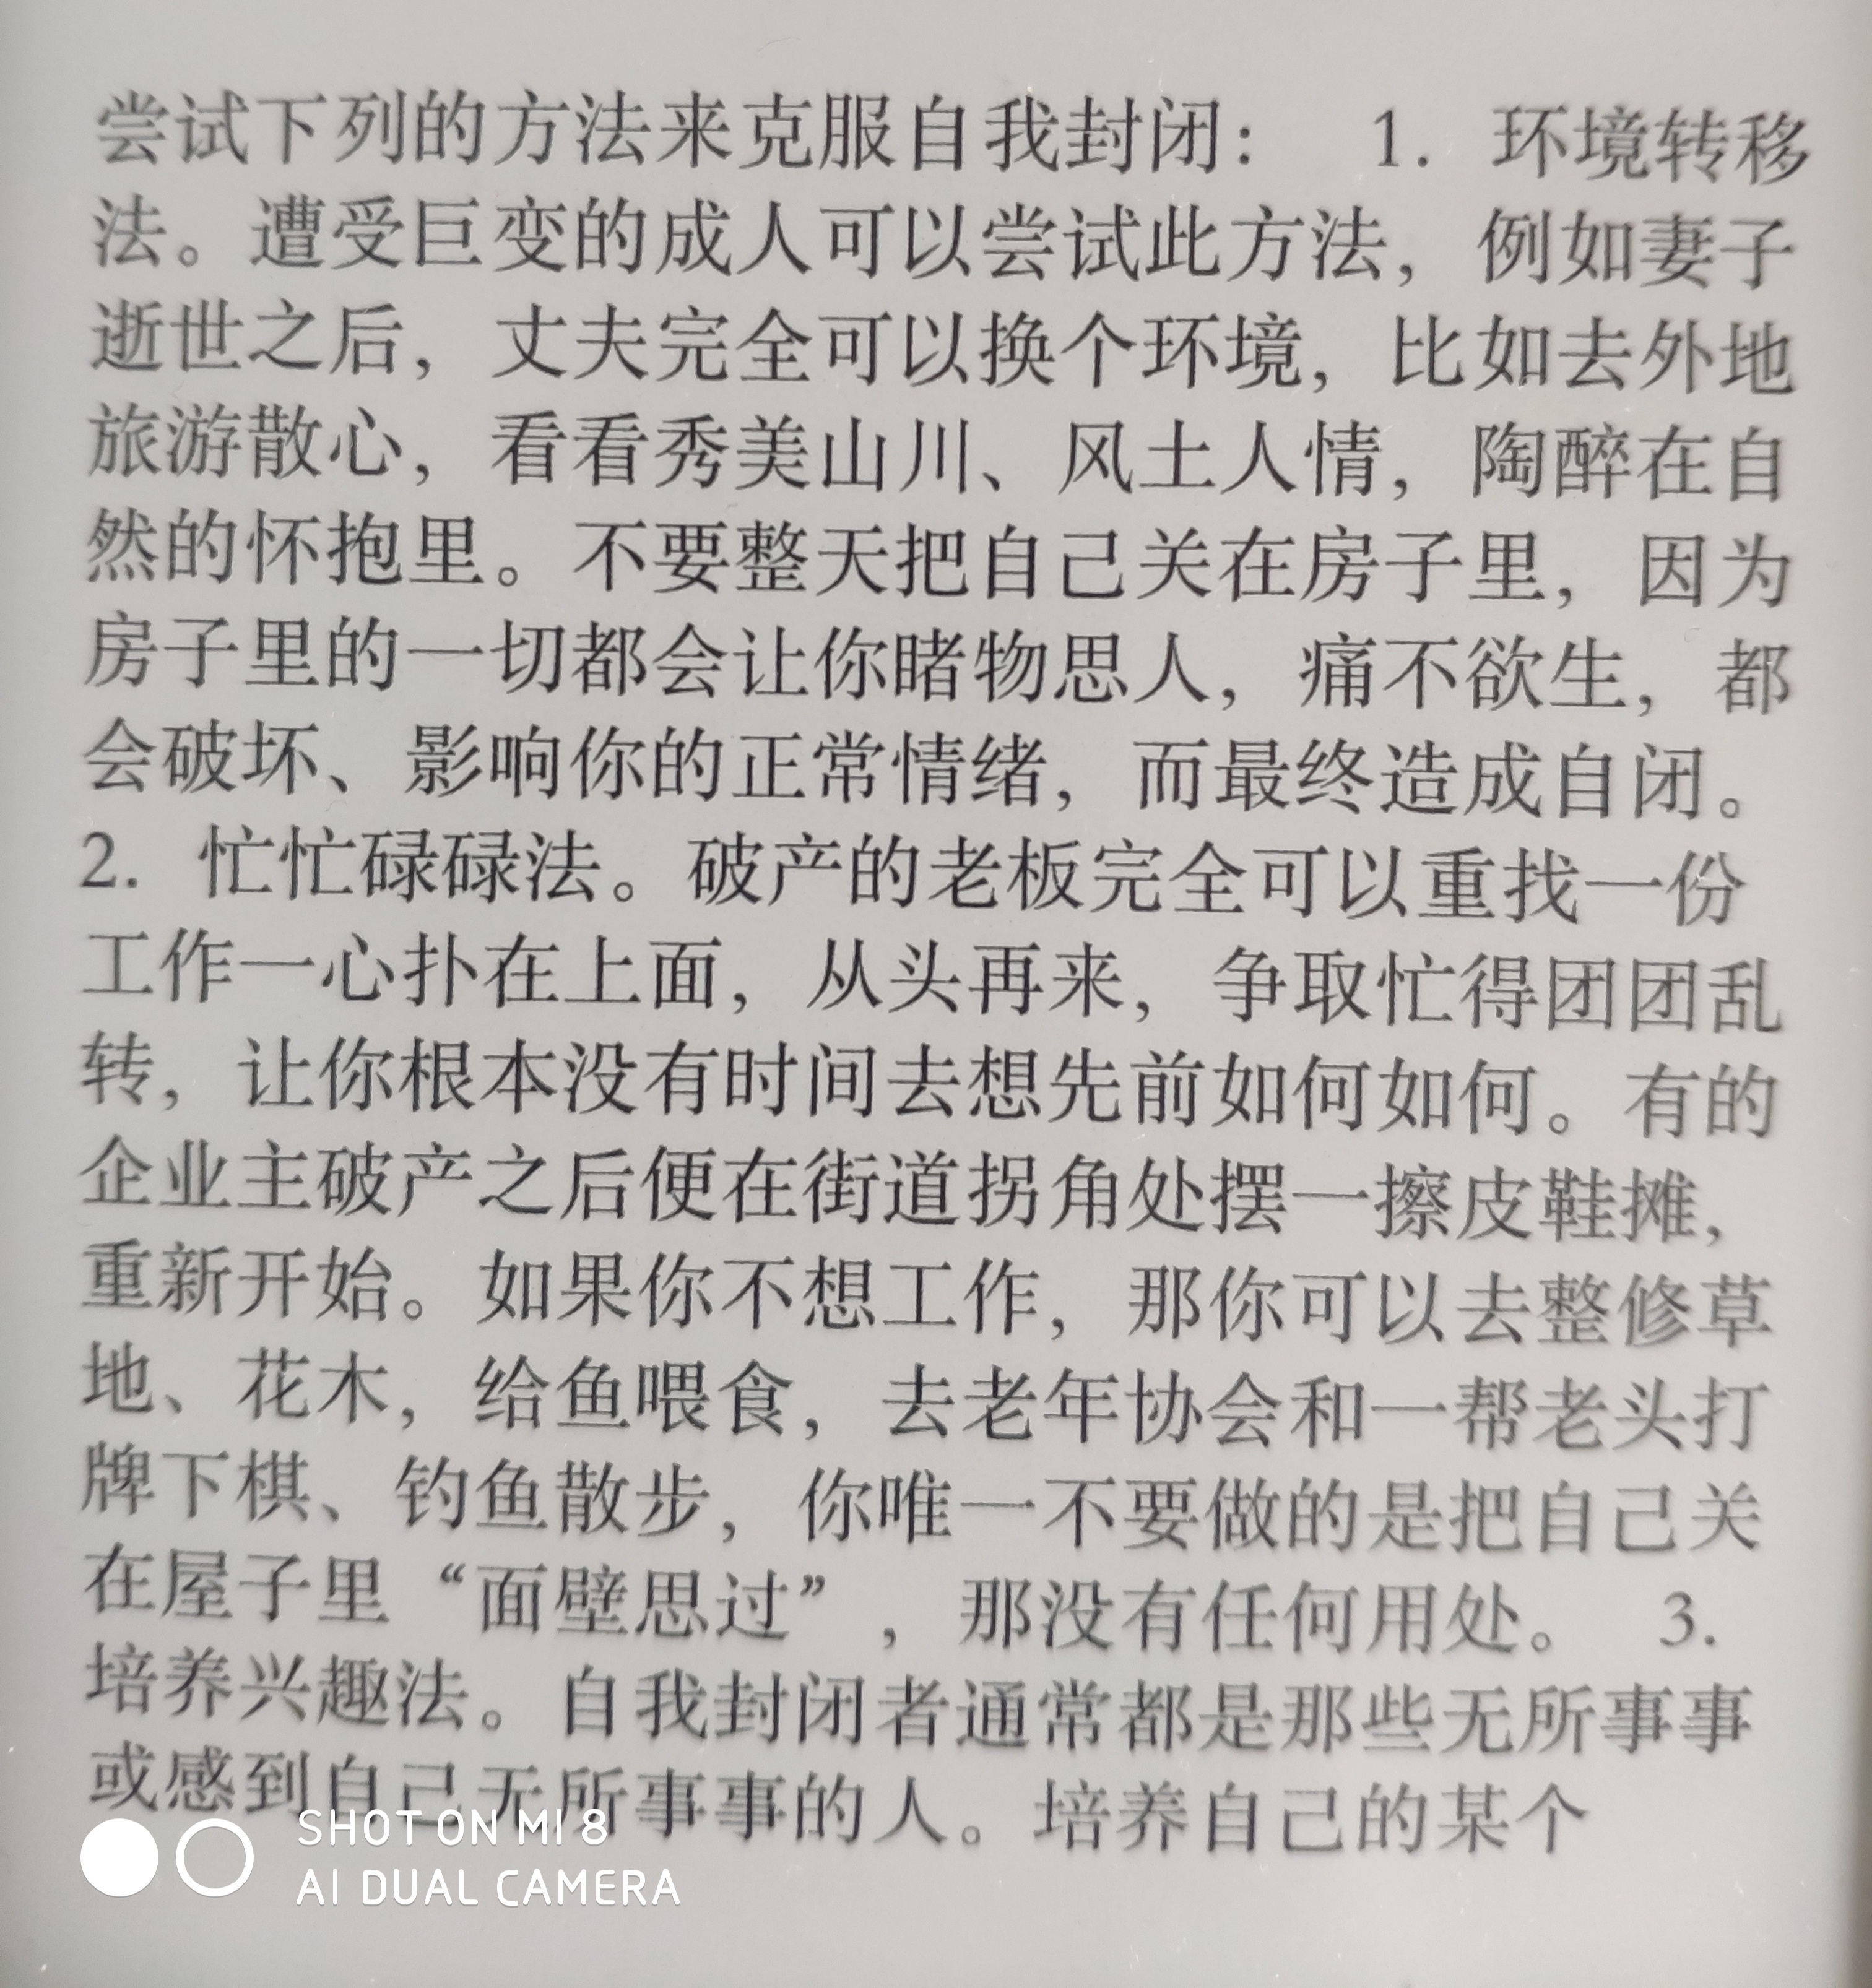 尝试下列的方法来克服自我封闭： 1. 环境转移
法。遭受巨变的成人可以尝试此方法，例如妻子
逝世之后，丈夫完全可以换个环境，比如去外地
旅游散心，看看秀美山川、风土人情，陶醉在自
然的怀抱里。不要整天把自己关在房子里，因为
房子里的一切都会让你睹物思人，痛不欲生，都
会破坏、影响你的正常情绪，而最终造成自闭。
2. 忙忙碌碌法。破产的老板完全可以重找一份
工作一心扑在上面，从头再来，争取忙得团团乱
转，让你根本没有时间去想先前如何如何。有的
企业主破产之后便在街道拐角处摆一擦皮鞋摊，
重新开始。如果你不想工作，那你可以去整修草
地、花木，给鱼喂食，去老年协会和一帮老头打
牌下棋、钓鱼散步，你唯一不要做的是把自己关
在屋子里“面壁思过”，那没有任何用处。 3.
培养兴趣法。自我封闭者通常都是那些无所事事
或感到自己无所事事的人。培养自己的某个
SHOT ON MI 8
AI DUAL CAMERA